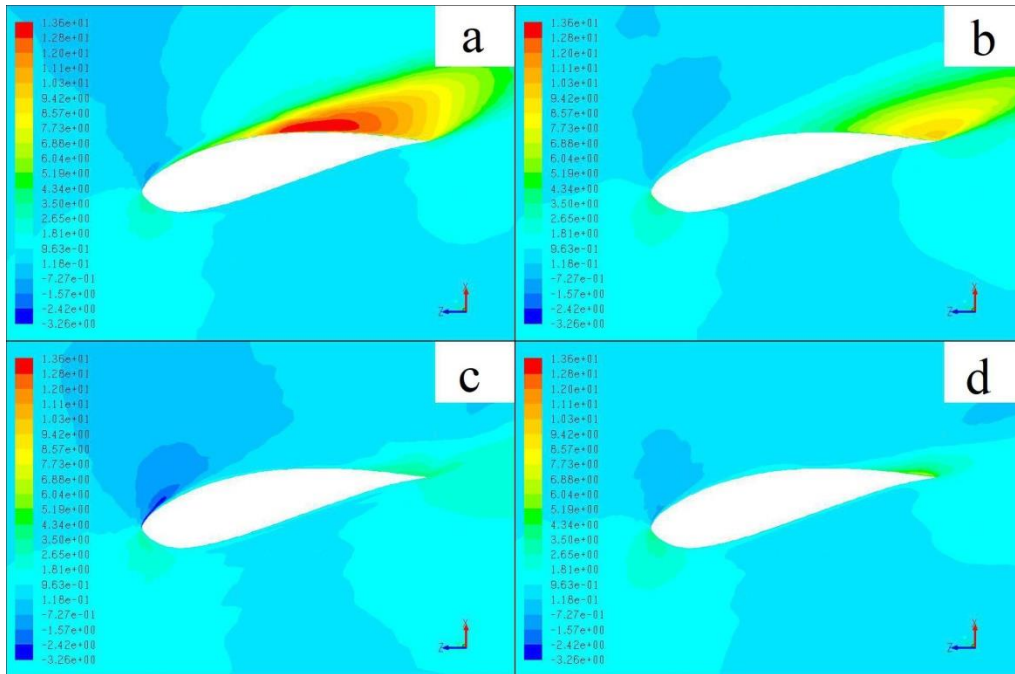 a
1.36e+01
1.28e+01
1.20e+01
1.11e+01
1.03e+01
9.42e+00
8.57e+00
7.73e+00
6.88e+00
6.04e+00
5.19e+00
4.34e+00
3.50e+00
2.65e+00
1.81e+00
9.63e-01
1.18e-01
-7.27e-01
-1.57e+00
-2.42e+00
-3.26e+00
Z
b
1.36e+01
1.28e+01
1.20e+01
1.11e+01
1.03e+01
9.42e+00
8.57e+00
7.73e+00
6.88e+00
6.04e+00
5.19e+00
4.34e+00
3.50e+00
2.65e+00
1.81e+00
9.63e-01
1.18e-01
-7.27e-01
-1.57e+00
-2.42e+00
-3.26e+00
Z
c
1.36e+01
1.28e+01
1.20e+01
1.11e+01
1.03e+01
9.42e+00
8.57e+00
7.73e+00
6.88e+00
6.04e+00
5.19e+00
4.34e+00
3.50e+00
2.65e+00
1.81e+00
9.63e-01
1.18e-01
-7.27e-01
-1.57e+00
-2.42e+00
-3.26e+00
Z
d
1.36e+01
1.28e+01
1.20e+01
1.11e+01
1.03e+01
9.42e+00
8.57e+00
7.73e+00
6.88e+00
6.04e+00
5.19e+00
4.34e+00
3.50e+00
2.65e+00
1.81e+00
9.63e-01
1.18e-01
-7.27e-01
-1.57e+00
-2.42e+00
-3.26e+00
Z